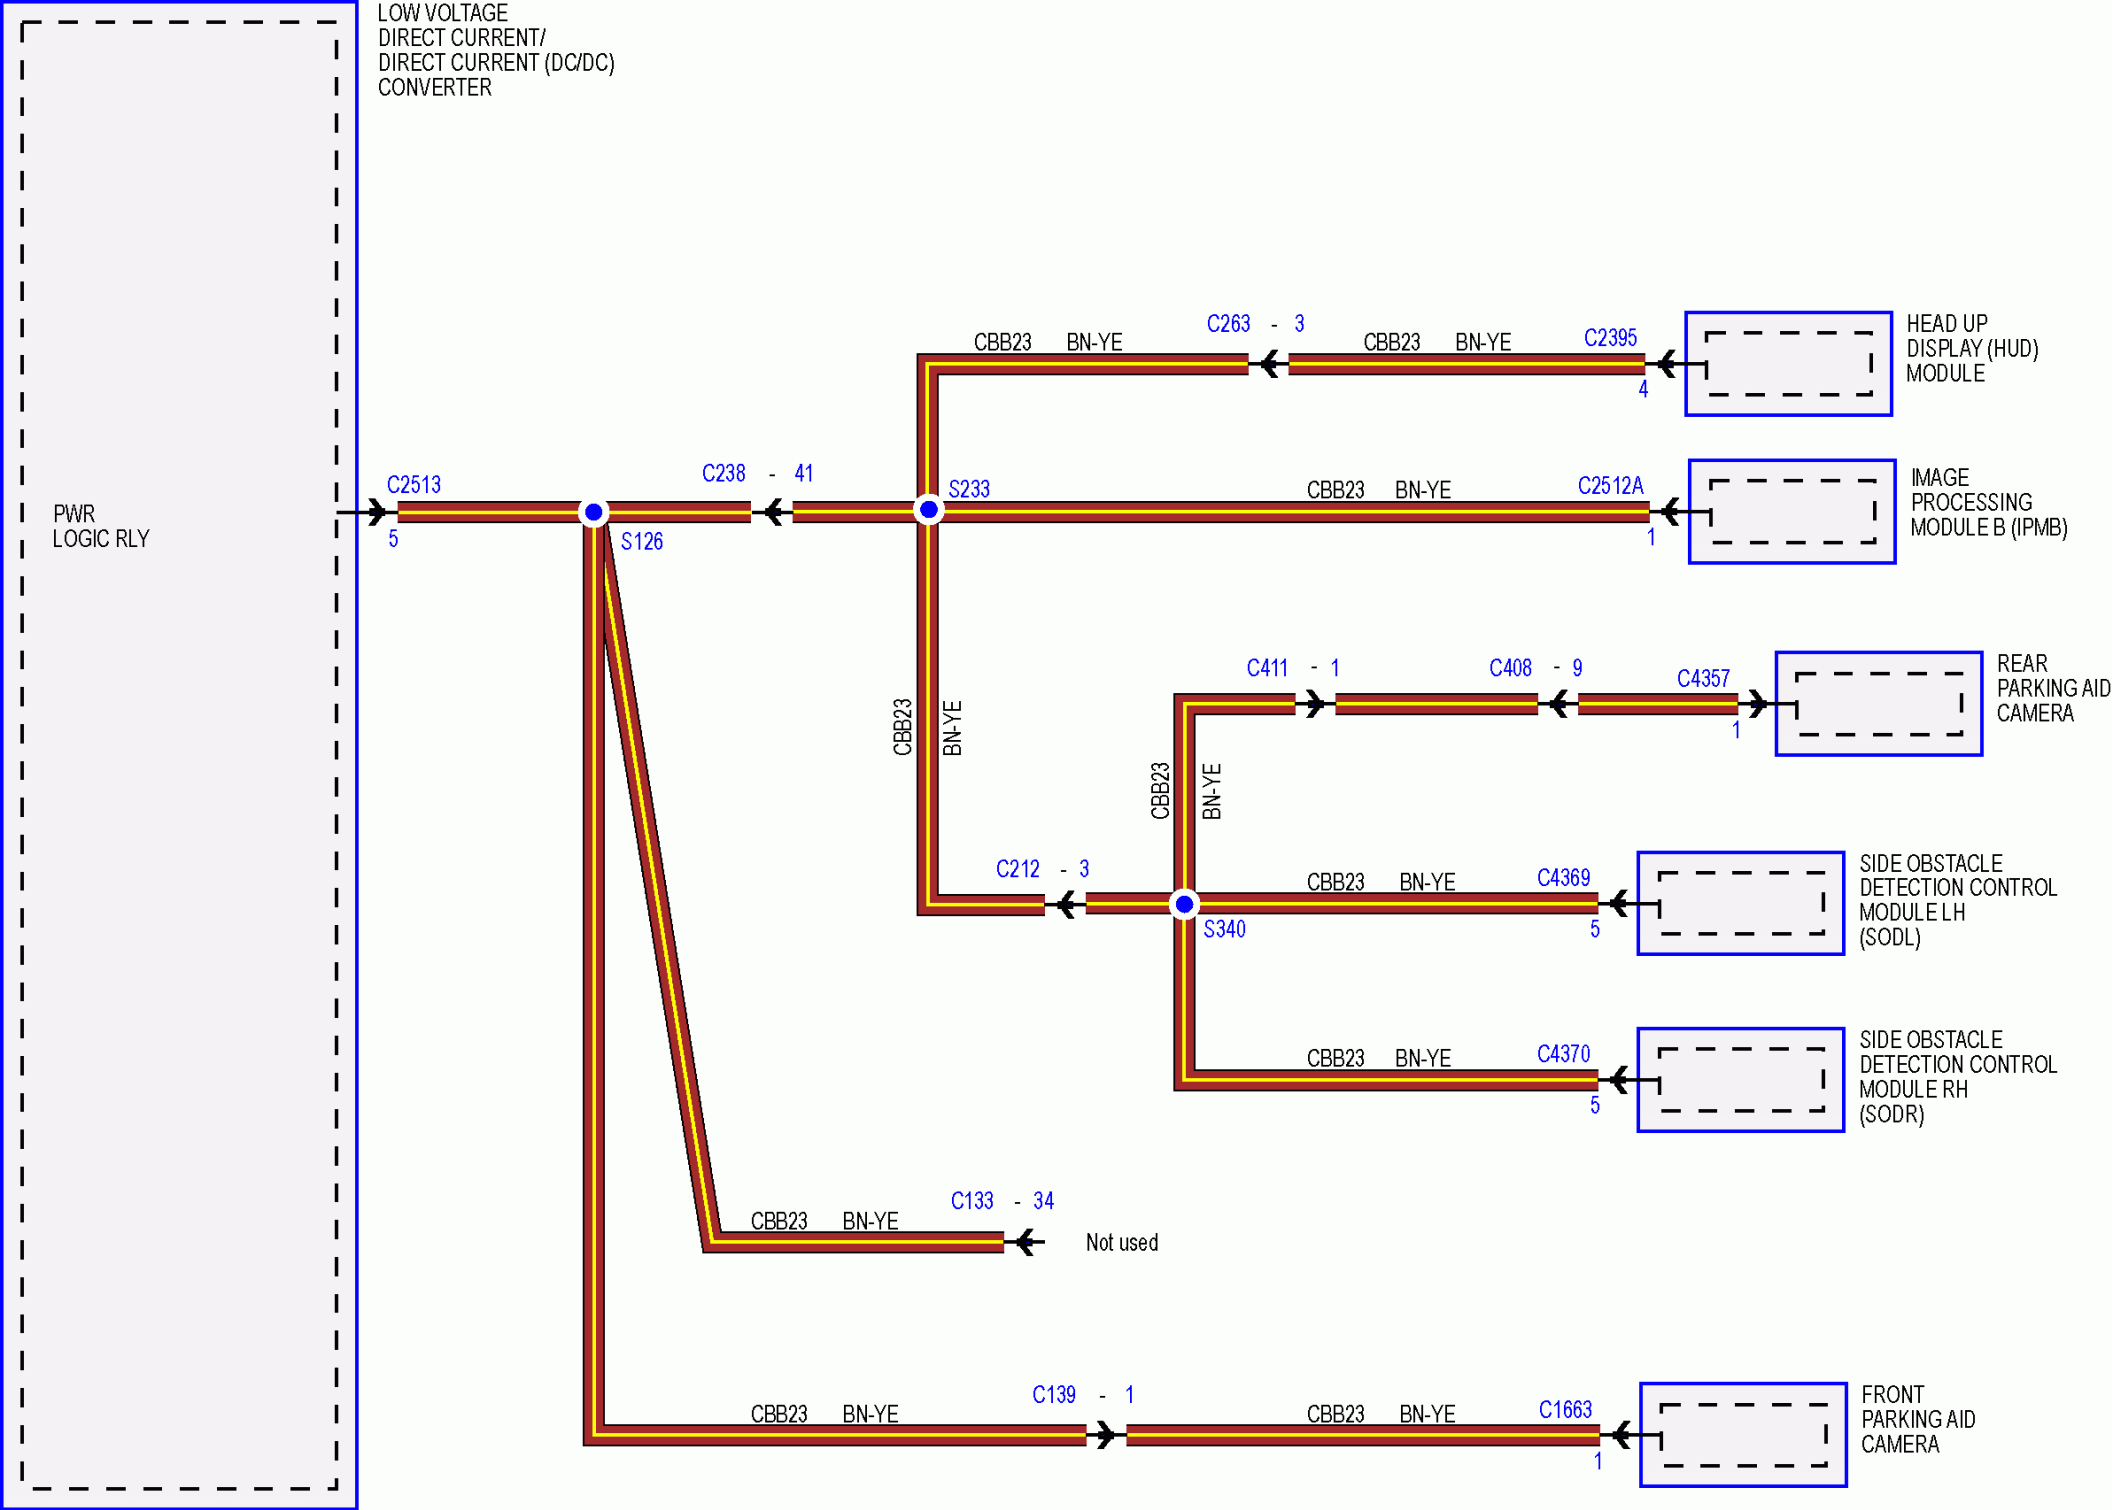 LOW VOLTAGE
DIRECT CURRENT/
DIRECT CURRENT (DC/DC)
CONVERTER
PWR
LOGIC RLY
C2513
5
S126
C238 - 41
S233
CBB23 BN-YE
C263 - 3
CBB23 BN-YE
C2395
4
HEAD UP
DISPLAY (HUD)
MODULE
CBB23 BN-YE
C2512A
1
IMAGE
PROCESSING
MODULE B (IPMB)
CBB23
BN-YE
C212 - 3
S340
CBB23
BN-YE
C411 - 1
C408 - 9
C4357
1
REAR
PARKING AID
CAMERA
CBB23 BN-YE
C4369
5
SIDE OBSTACLE
DETECTION CONTROL
MODULE LH
(SODL)
CBB23 BN-YE
C4370
5
SIDE OBSTACLE
DETECTION CONTROL
MODULE RH
(SODR)
CBB23 BN-YE
C133 - 34
Not used
CBB23 BN-YE
C139 - 1
CBB23 BN-YE
C1663
1
FRONT
PARKING AID
CAMERA